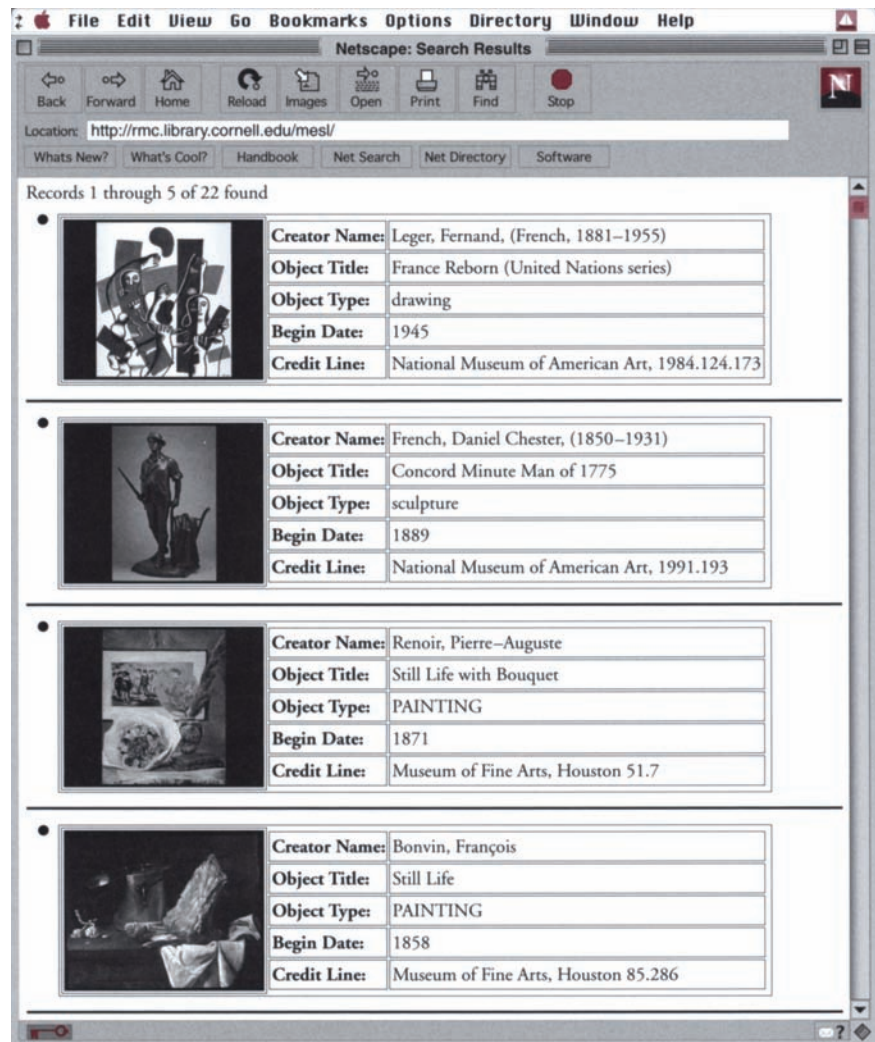 File Edit View Go Bookmarks Options Directory Window Help
Netscape: Search Results
Back Forward Home Reload Images Open Print Find Stop
N
Location: http://rmc.library.cornell.edu/mesl/
Whats New? What's Cool? Handbook Net Search Net Directory Software
Records 1 through 5 of 22 found
Creator Name: Leger, Fernand, (French, 1881–1955)
Object Title: France Reborn (United Nations series)
Object Type: drawing
Begin Date: 1945
Credit Line: National Museum of American Art, 1984.124.173
Creator Name: French, Daniel Chester, (1850–1931)
Object Title: Concord Minute Man of 1775
Object Type: sculpture
Begin Date: 1889
Credit Line: National Museum of American Art, 1991.193
Creator Name: Renoir, Pierre–Auguste
Object Title: Still Life with Bouquet
Object Type: PAINTING
Begin Date: 1871
Credit Line: Museum of Fine Arts, Houston 51.7
Creator Name: Bonvin, François
Object Title: Still Life
Object Type: PAINTING
Begin Date: 1858
Credit Line: Museum of Fine Arts, Houston 85.286
?